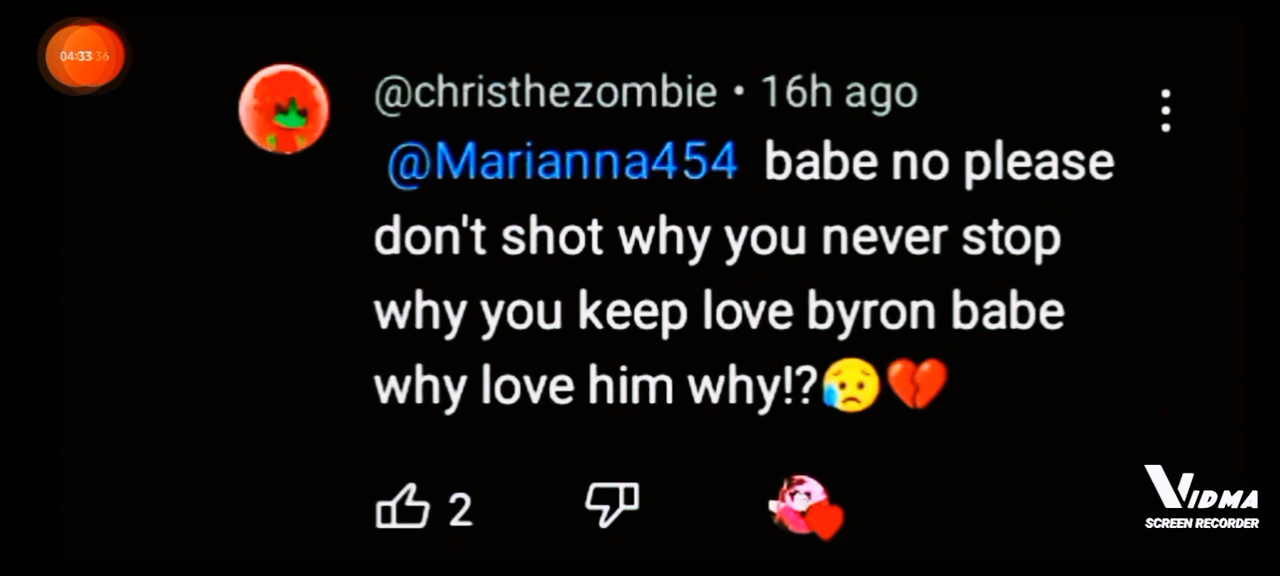 04:33:36
@christhezombie • 16h ago
@Marianna454 babe no please
don't shot why you never stop
why you keep love byron babe
why love him why!?😥💔
2
VIDMA
SCREEN RECORDER